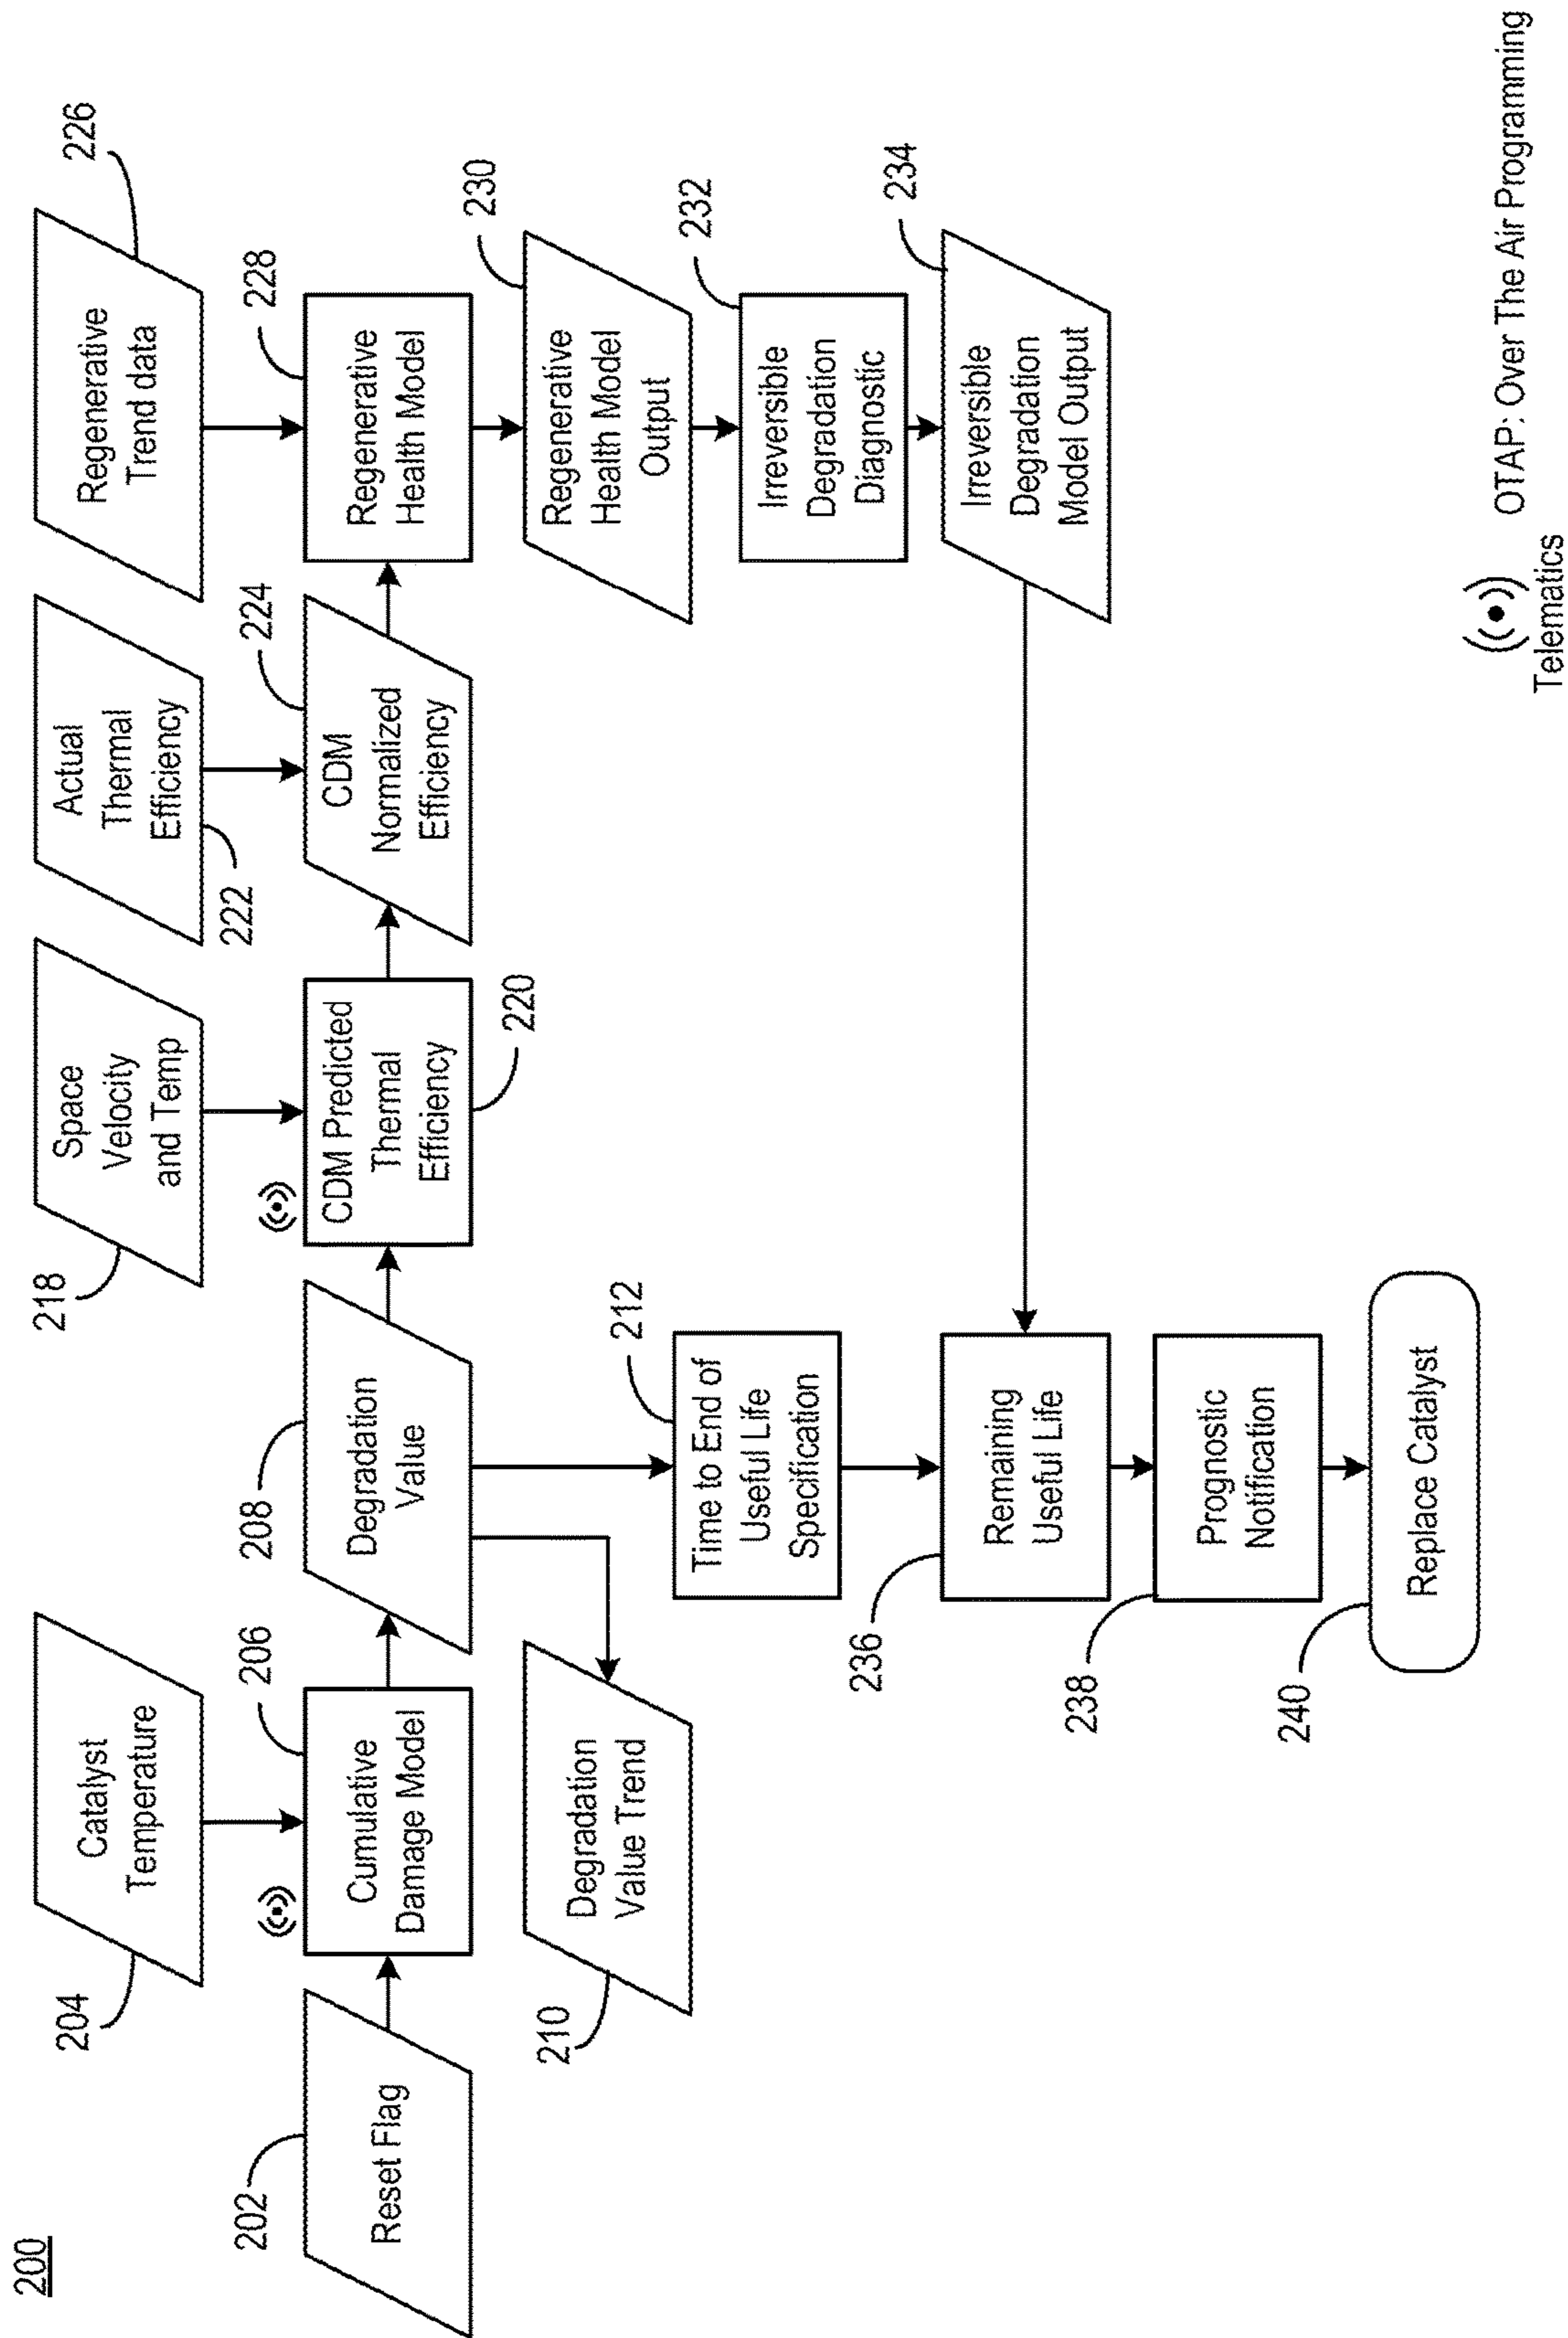 200
202
Reset Flag
204
Catalyst
Temperature
206
Cumulative
Damage Model
208
Degradation
Value
210
Degradation
Value Trend
212
Time to End of
Useful Life
Specification
218
Space
Velocity
and Temp
220
CDM Predicted
Thermal
Efficiency
222
Actual
Thermal
Efficiency
224
CDM
Normalized
Efficiency
226
Regenerative
Trend data
228
Regenerative
Health Model
230
Regenerative
Health Model
Output
232
Irreversible
Degradation
Diagnostic
234
Irreversible
Degradation
Model Output
236
Remaining
Useful Life
238
Prognostic
Notification
240
Replace Catalyst
Telematics
OTAP: Over The Air Programming